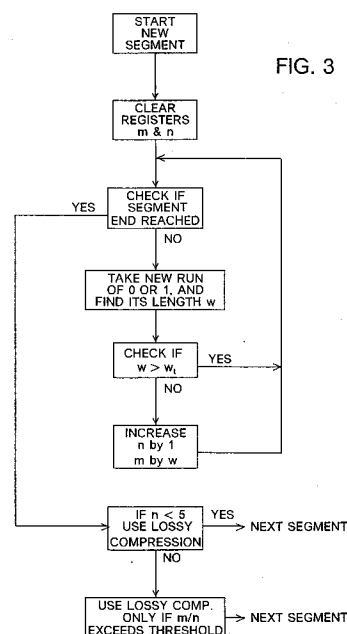 START
NEW
SEGMENT
FIG. 3
CLEAR
REGISTERS
m & n
CHECK IF
SEGMENT
END REACHED
YES
NO
TAKE NEW RUN
OF 0 OR 1, AND
FIND ITS LENGTH w
CHECK IF
w > wt
YES
NO
INCREASE
n by 1
m by w
IF n < 5
USE LOSSY
COMPRESSION
YES
NEXT SEGMENT
NO
USE LOSSY COMP.
ONLY IF m/n
EXCEEDS THRESHOLD
NEXT SEGMENT